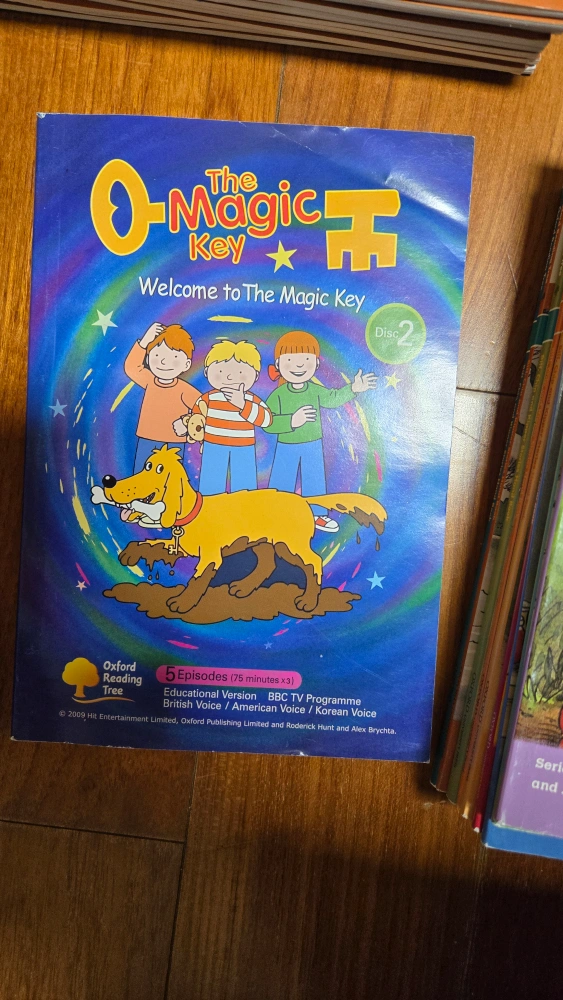 The
Magic
Key
Welcome to The Magic Key
Disc 2
Oxford
Reading
Tree
5 Episodes (75 minutes x3)
Educational Version BBC TV Programme
British Voice / American Voice / Korean Voice
© 2009 Hit Entertainment Limited, Oxford Publishing Limited and Roderick Hunt and Alex Brychta.
Seri
and